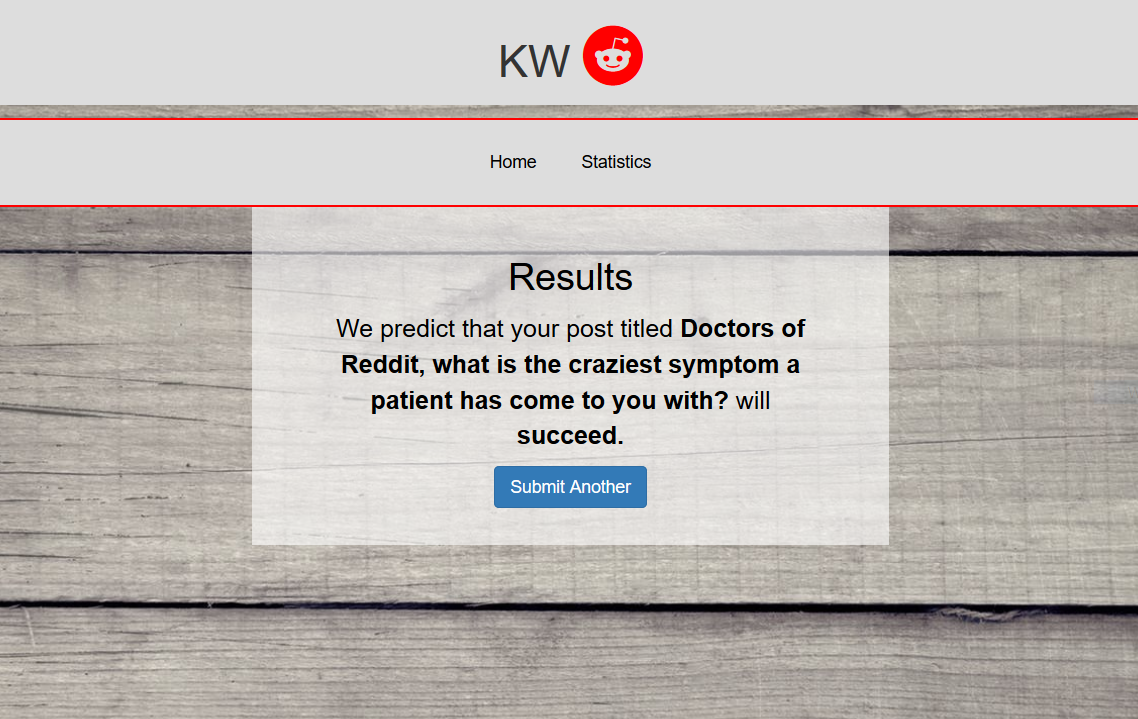 KW
Home Statistics
Results
We predict that your post titled Doctors of
Reddit, what is the craziest symptom a
patient has come to you with? will
succeed.
Submit Another